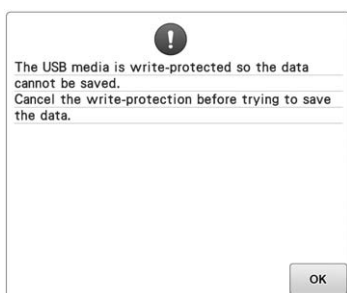 The USB media is write-protected so the data
cannot be saved.
Cancel the write-protection before trying to save
the data.
OK